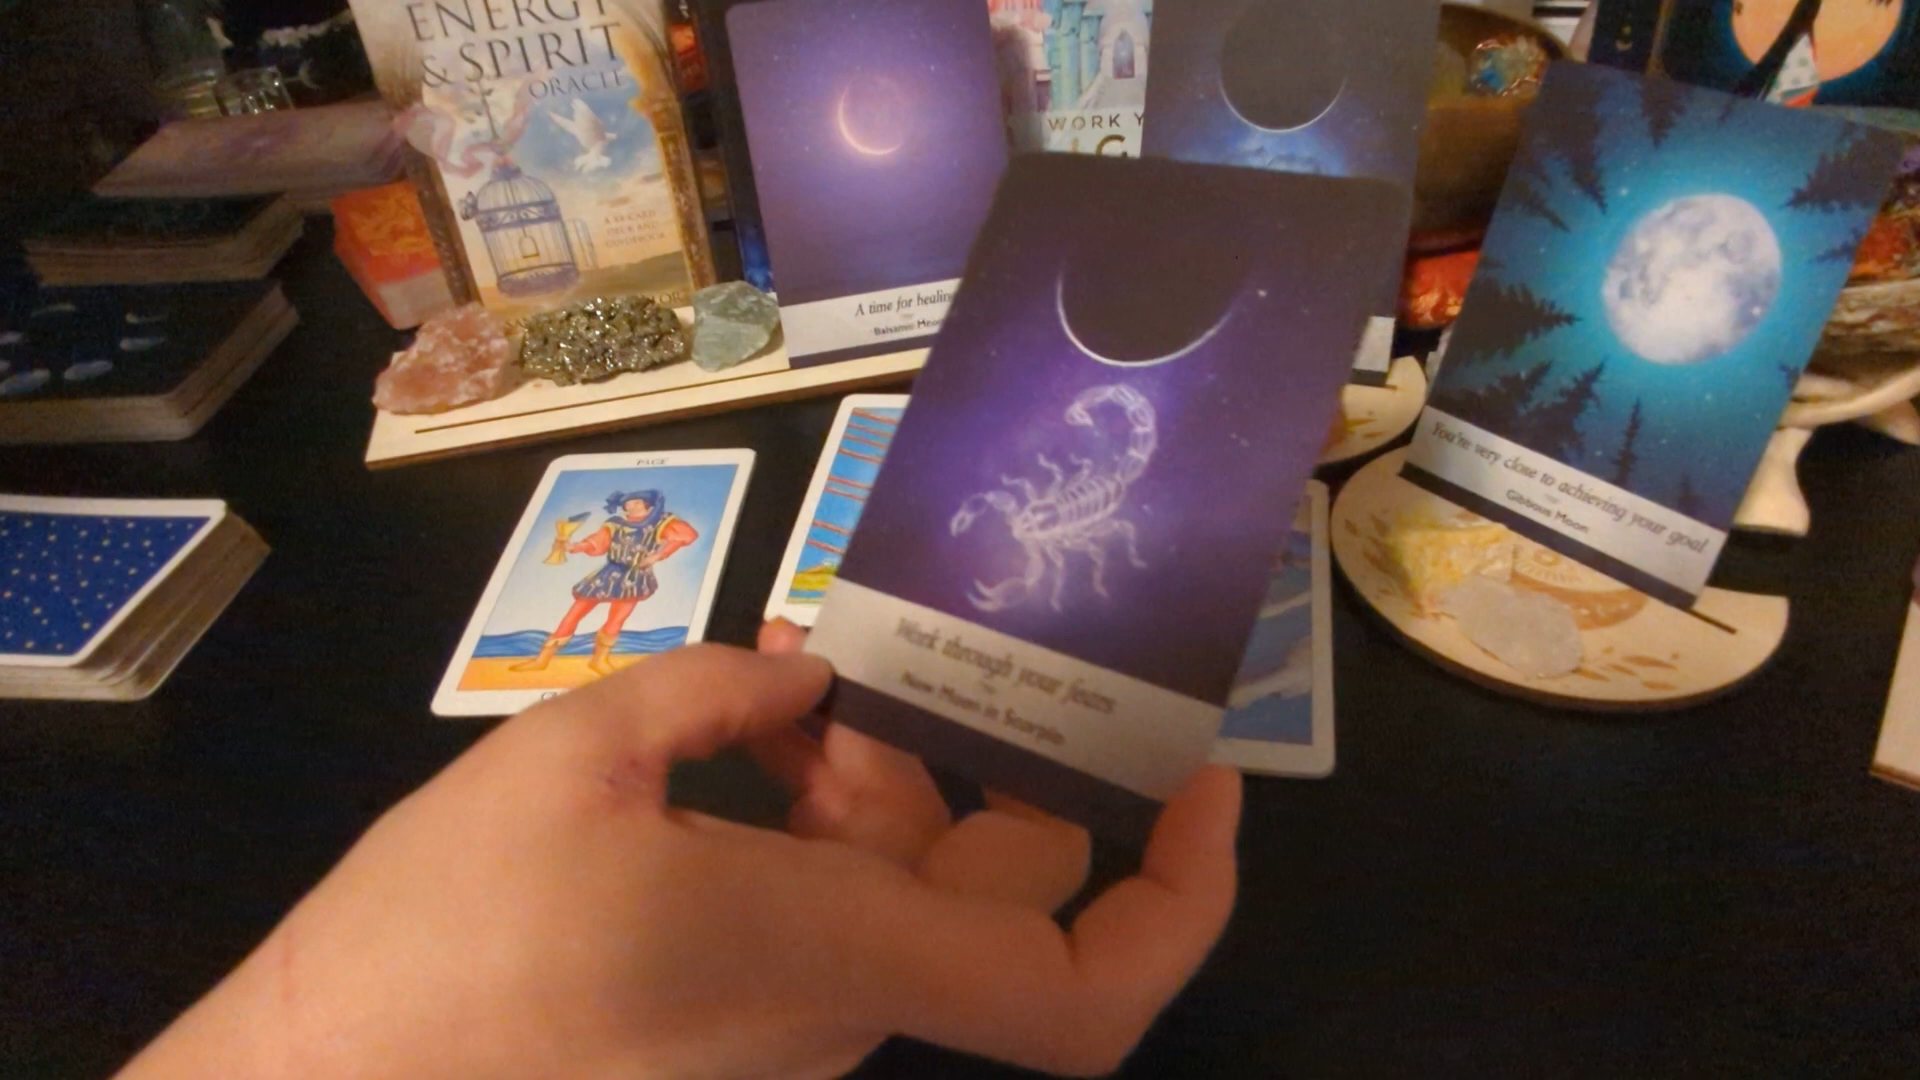 ENERGY
& SPIRIT
ORACLE
A 54-CARD
DECK AND
GUIDEBOOK
WORK Y
A time for healing
Balsamic Moon
You're very close to achieving your goal
Gibbous Moon
PAGE
Work through your fears
New Moon in Scorpio